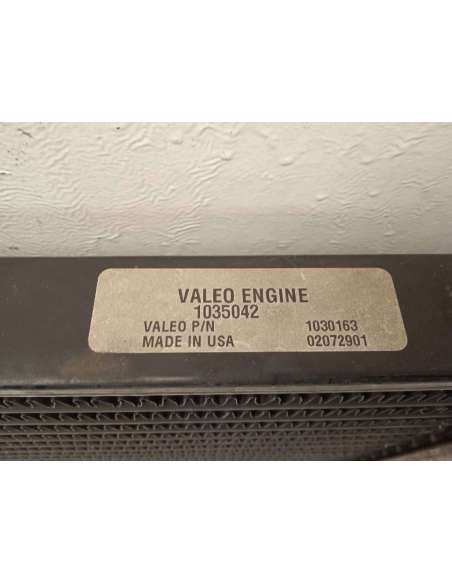 VALEO ENGINE
1035042
VALEO P/N 1030163
MADE IN USA 02072901